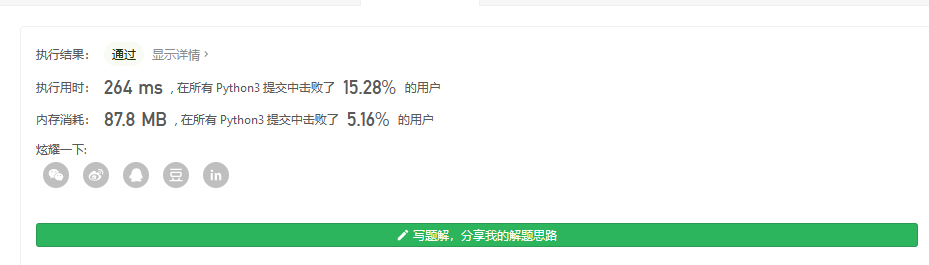 执行结果： 通过 显示详情 ›
执行用时： 264 ms , 在所有 Python3 提交中击败了 15.28% 的用户
内存消耗： 87.8 MB , 在所有 Python3 提交中击败了 5.16% 的用户
炫耀一下:
豆 in
写题解，分享我的解题思路